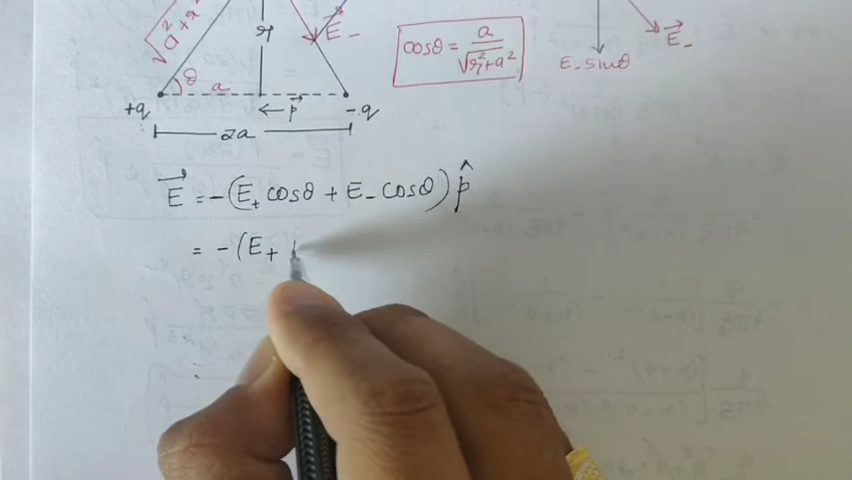 √a²+r²
r
E⃗₋
cosθ = a/√r²+a²
E₋sinθ
E⃗₋
θ
a
+q
← p⃗
-q
2a
E⃗ = -(E₊ cosθ + E₋ cosθ) p̂
= -(E₊